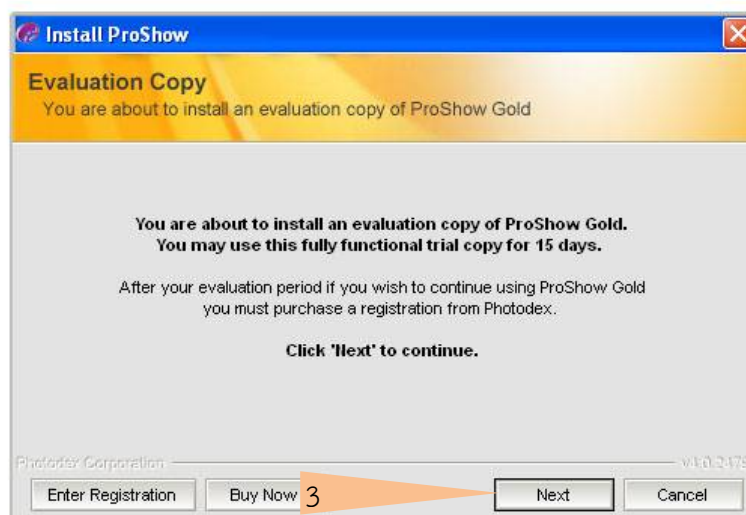 Install ProShow
Evaluation Copy
You are about to install an evaluation copy of ProShow Gold
You are about to install an evaluation copy of ProShow Gold.
You may use this fully functional trial copy for 15 days.
After your evaluation period if you wish to continue using ProShow Gold
you must purchase a registration from Photodex.
Click 'Next' to continue.
Photodex Corporation
Enter Registration Buy Now 3 Next Cancel